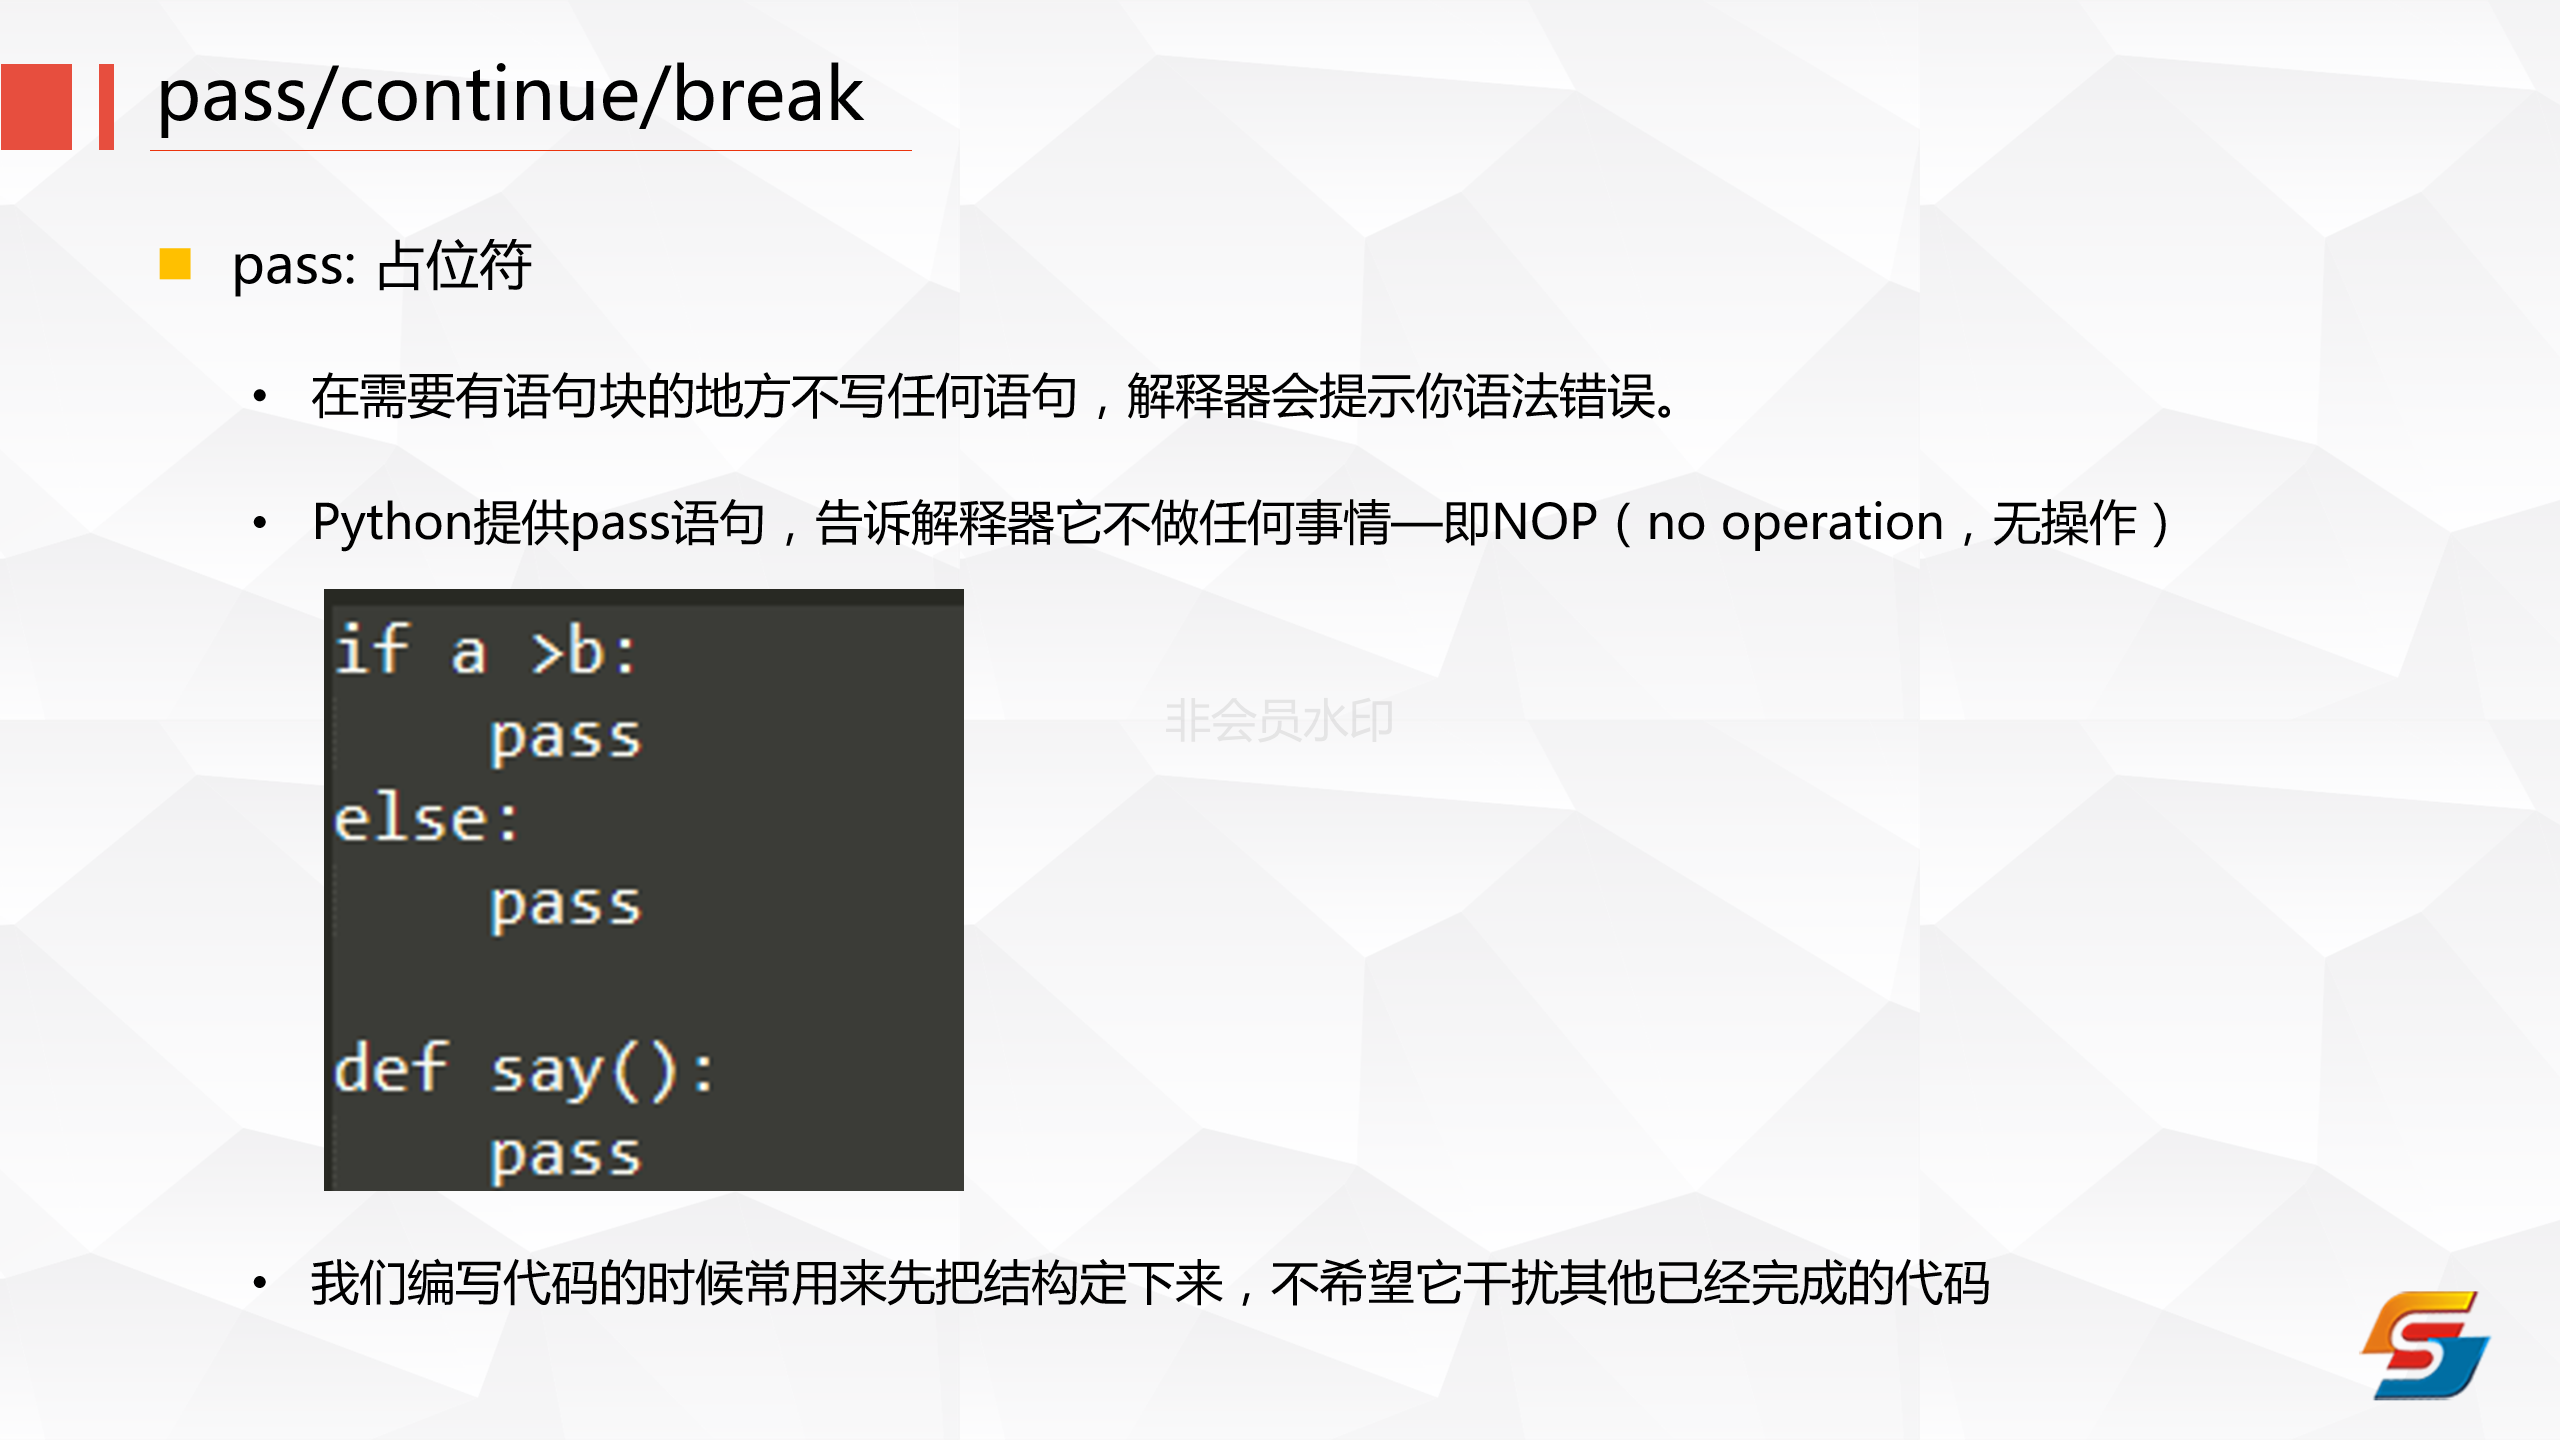 pass/continue/break
pass: 占位符
• 在需要有语句块的地方不写任何语句，解释器会提示你语法错误。
• Python提供pass语句，告诉解释器它不做任何事情—即NOP（no operation，无操作）
if a >b:
    pass
else:
    pass
非会员水印
def say():
    pass
• 我们编写代码的时候常用来先把结构定下来，不希望它干扰其他已经完成的代码